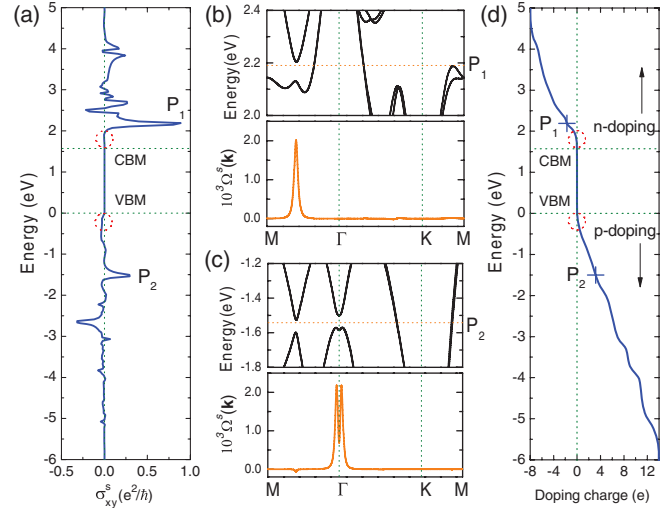 (a)
5
4
3
2
1
0
-1
-2
-3
-4
-5
-6
Energy (eV)
P1
CBM
VBM
P2
-0.5 0.0 0.5 1.0
σˢxy(e²/ℏ)
(b)
2.4
2.2
2.0
Energy(eV)
P1
2.0
1.0
0.0
10³Ωˢ(k)
M Γ K M
(c)
-1.2
-1.4
-1.6
-1.8
Energy(eV)
P2
2.0
1.0
0.0
10³Ωˢ(k)
M Γ K M
(d)
5
4
3
2
1
0
-1
-2
-3
-4
-5
-6
Energy (eV)
P1
n-doping
CBM
VBM
p-doping
P2
-8 -4 0 4 8 12
Doping charge (e)